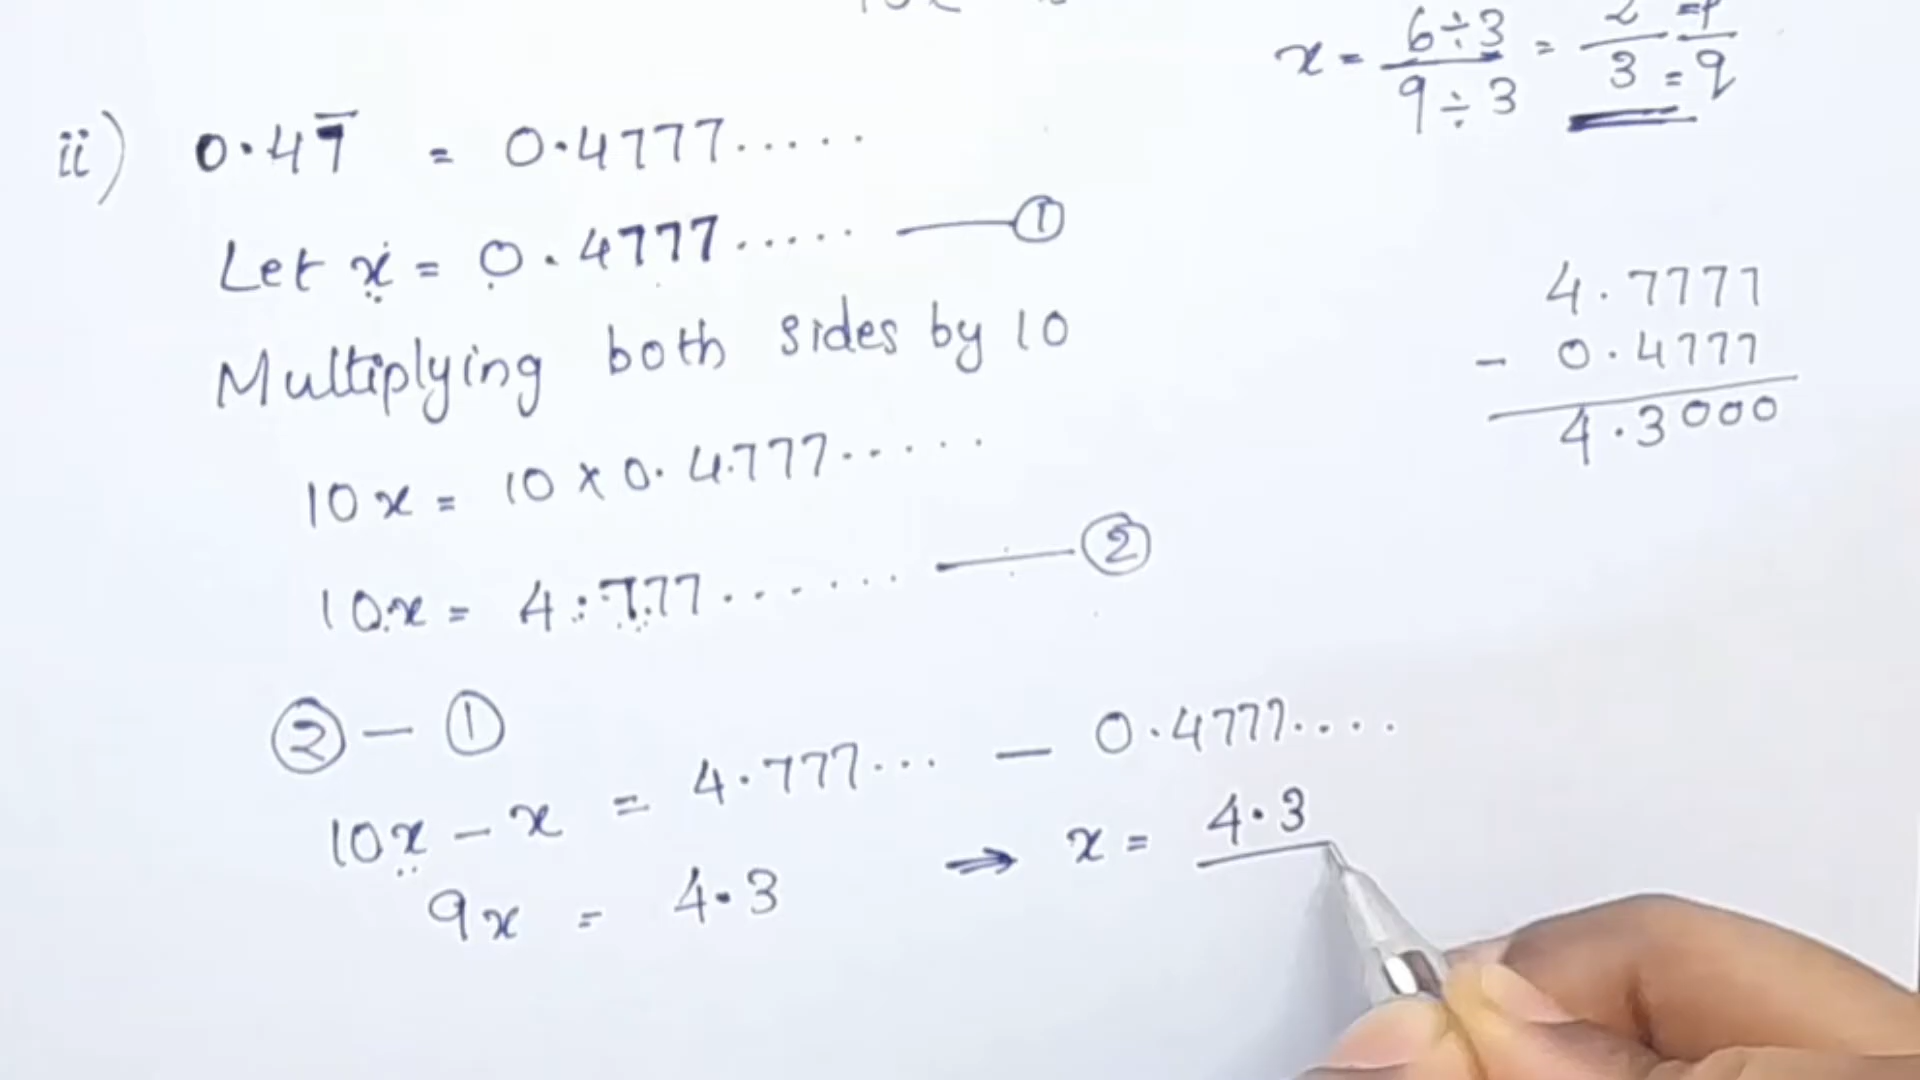 x = 6÷3 / 9÷3 = 2/3 = p/q
ii) 0.47̅ = 0.4777.....
Let x = 0.4777..... ——①
Multiplying both sides by 10
10x = 10 × 0.4777.....
10x = 4.777...... ——②
② – ①
10x – x = 4.777... – 0.4777....
9x = 4.3 ⇒ x = 4.3
4.7777
– 0.4777
4.3000